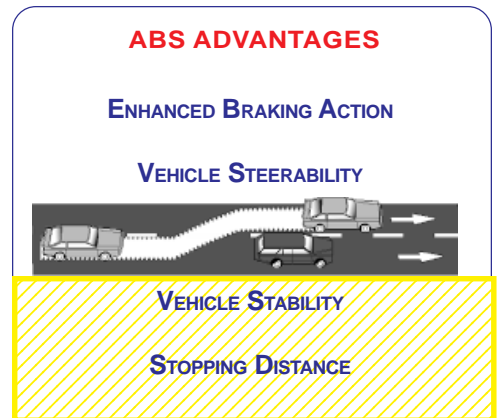 ABS ADVANTAGES
ENHANCED BRAKING ACTION
VEHICLE STEERABILITY
VEHICLE STABILITY
STOPPING DISTANCE